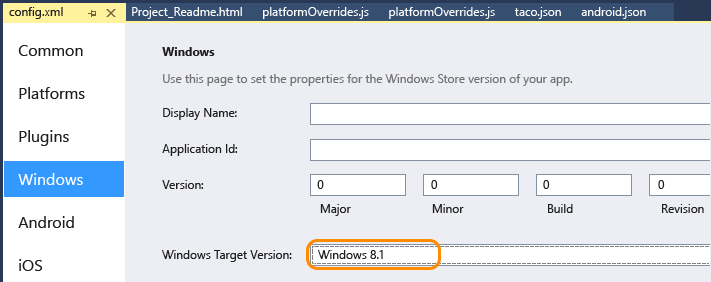 config.xml Project_Readme.html platformOverrides.js platformOverrides.js taco.json android.json
Common
Platforms
Plugins
Windows
Android
iOS
Windows
Use this page to set the properties for the Windows Store version of your app.
Display Name:
Application Id:
Version: 0 0 0 0
Major Minor Build Revision
Windows Target Version: Windows 8.1